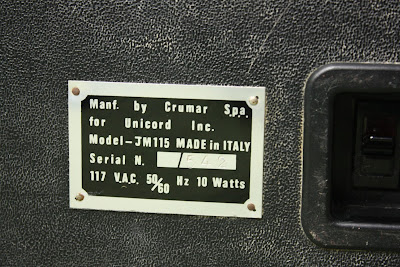 Manf. by Crumar Spa.
for Unicord Inc.
Model-JM115 MADE in ITALY
Serial N.
117 V.A.C. 50/60 Hz 10 Watts